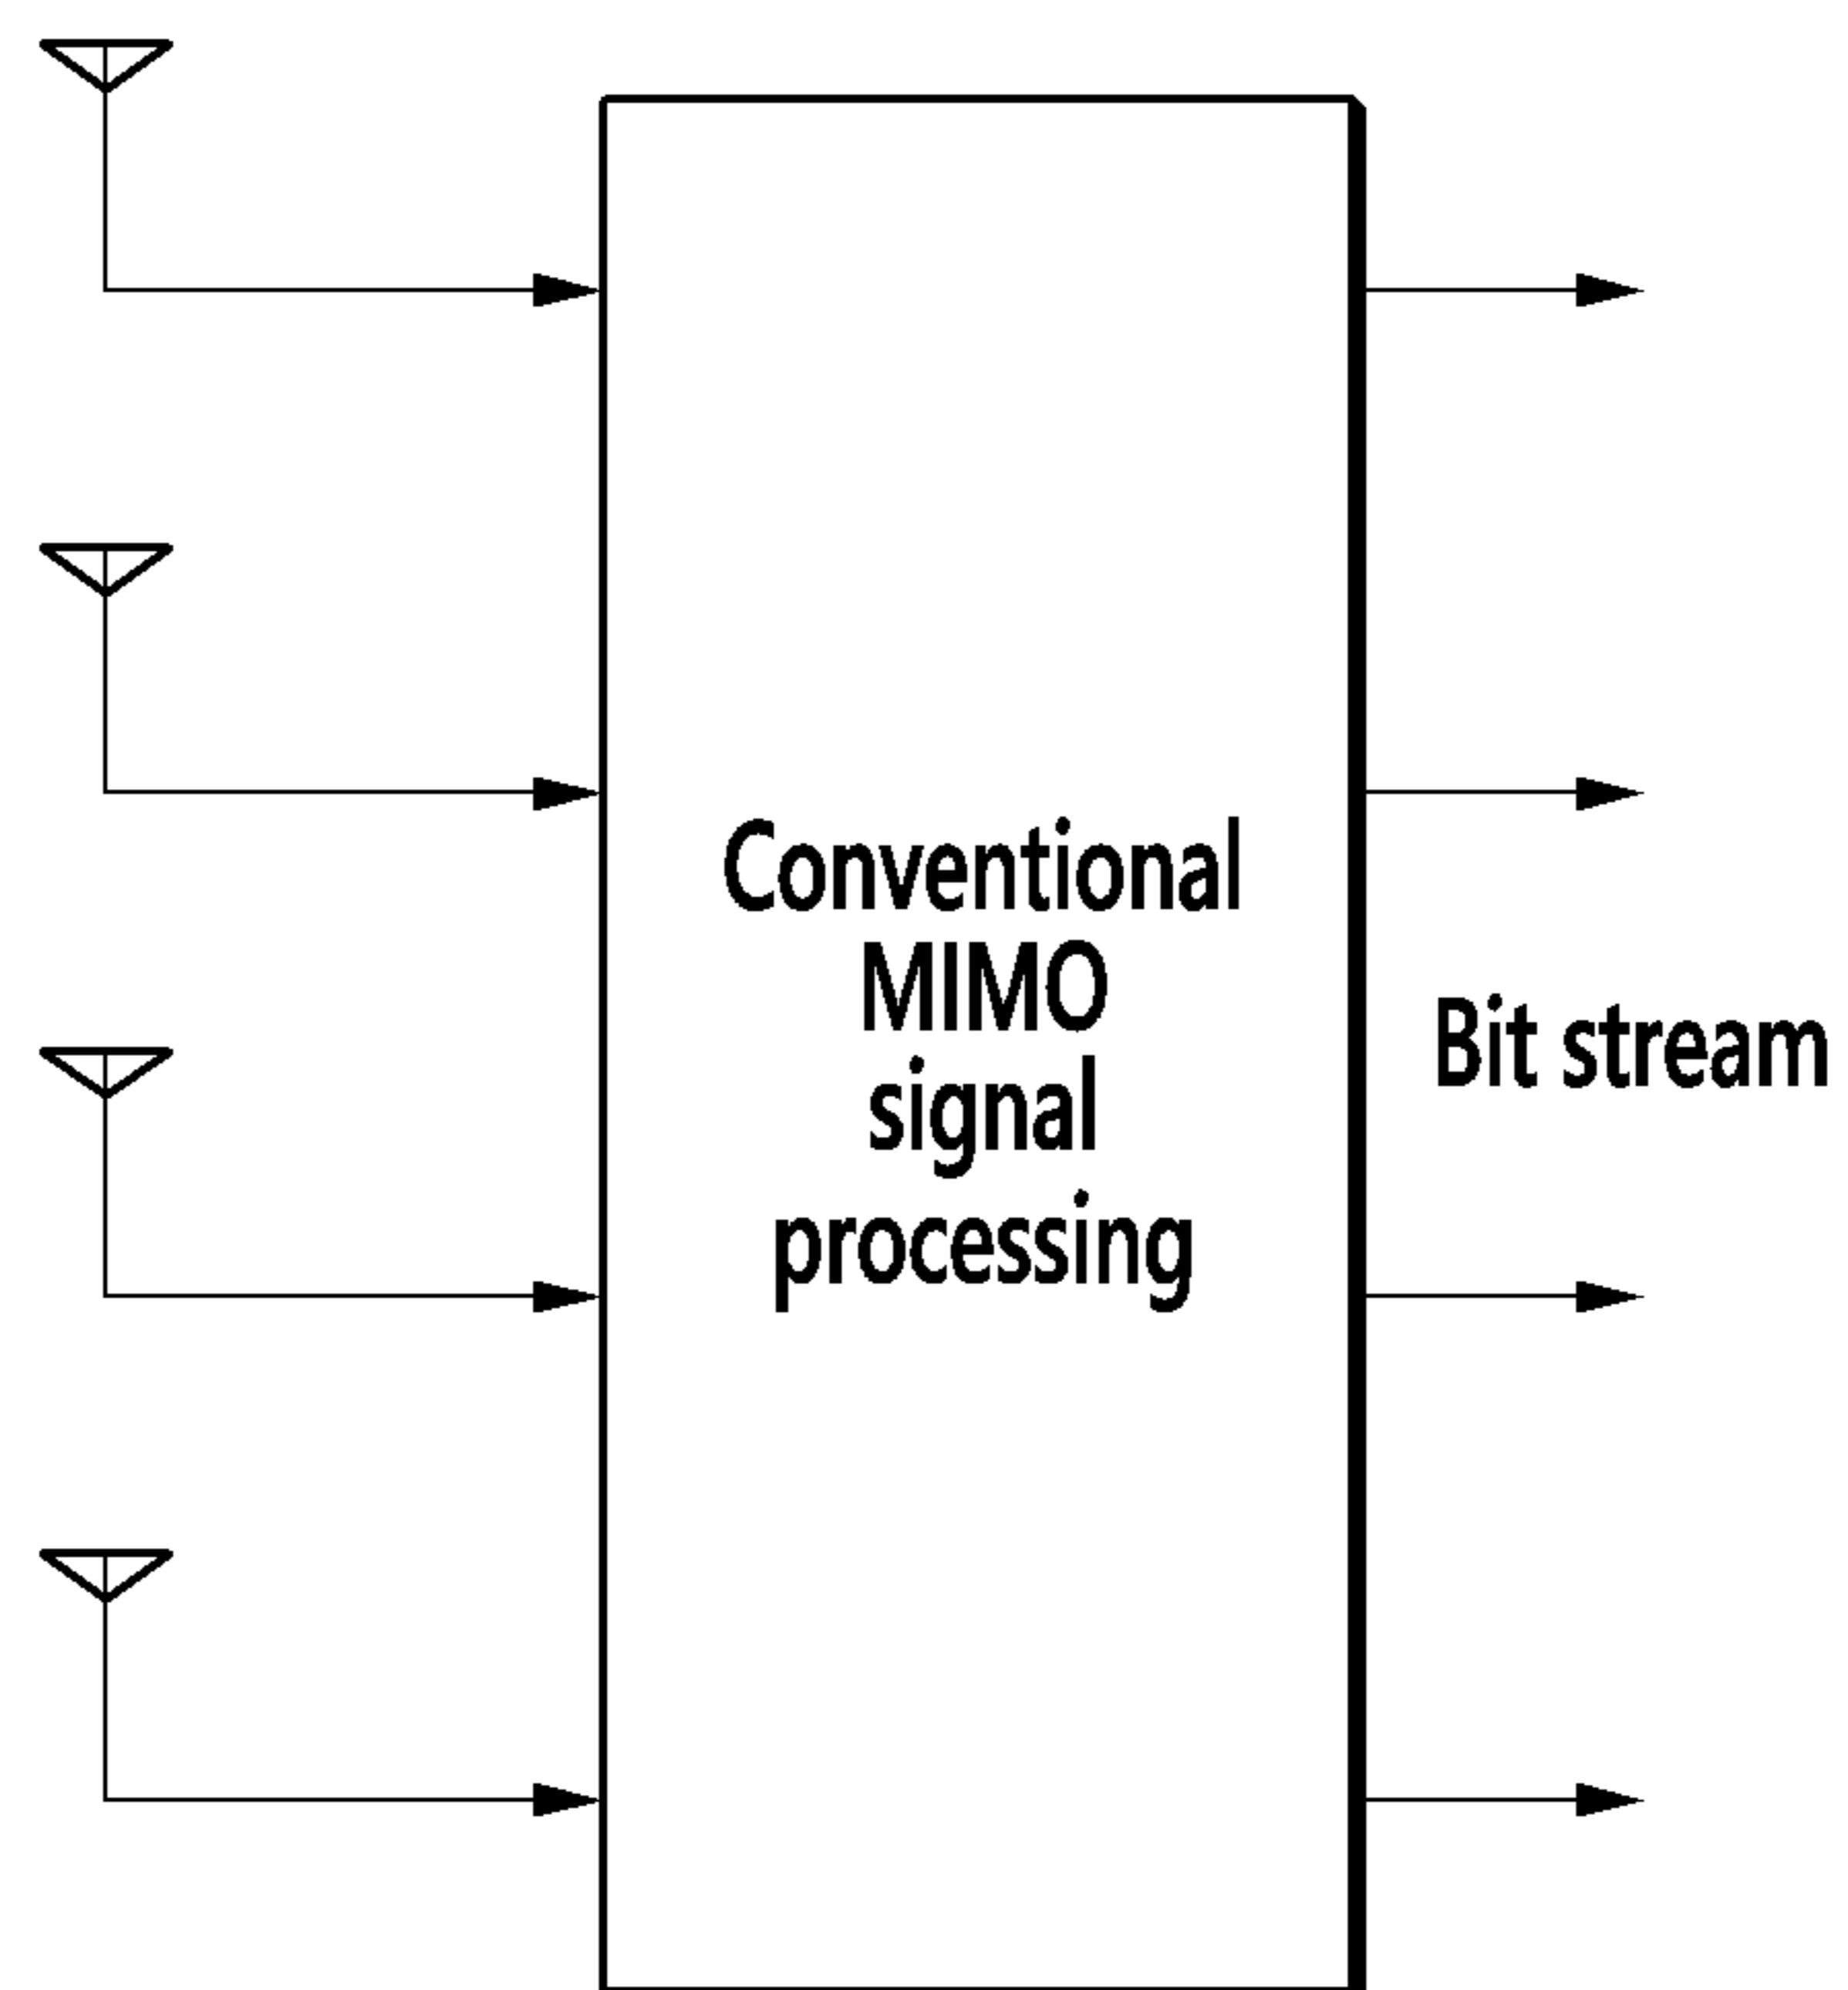 Conventional
MIMO
signal
processing
Bit stream